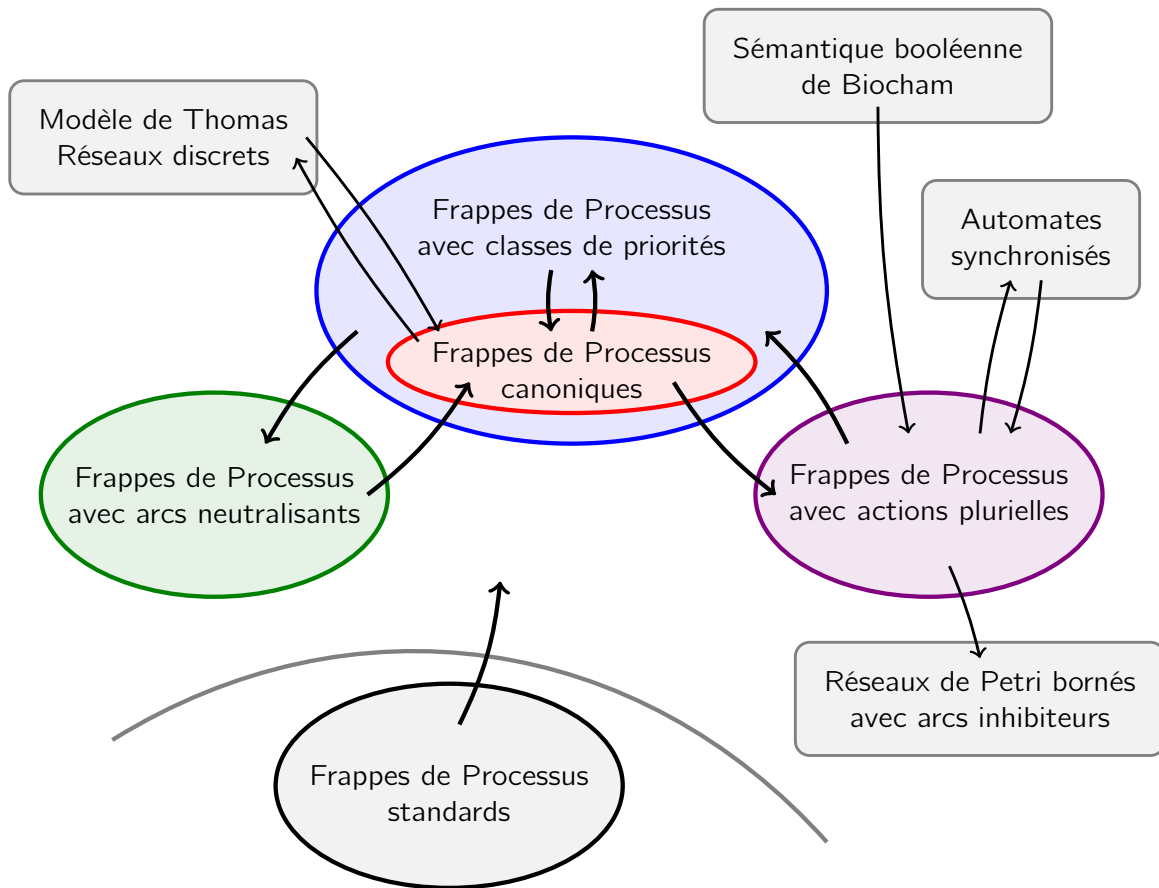 Sémantique booléenne
de Biocham
Modèle de Thomas
Réseaux discrets
Frappes de Processus
avec classes de priorités
Automates
synchronisés
Frappes de Processus
canoniques
Frappes de Processus
avec arcs neutralisants
Frappes de Processus
avec actions plurielles
Réseaux de Petri bornés
avec arcs inhibiteurs
Frappes de Processus
standards